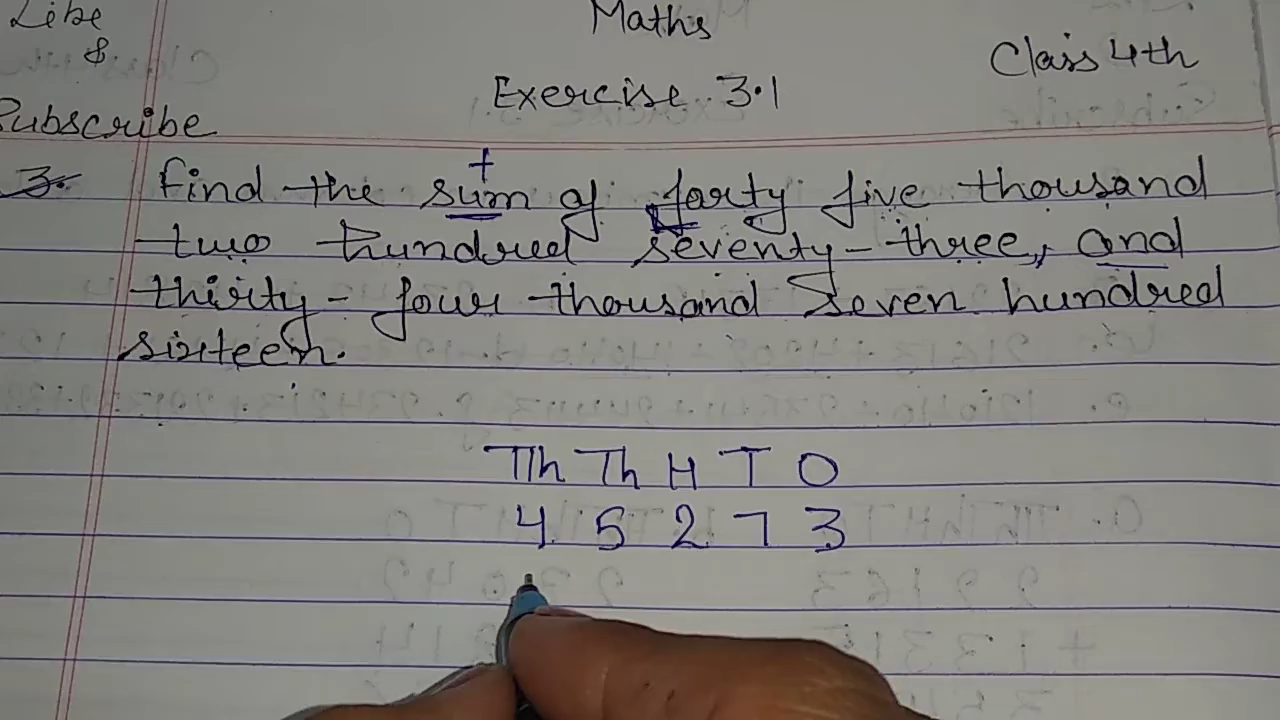 Like
&
Subscribe
Maths
Class 4th
Exercise 3.1
+
3. find the sum of forty five thousand
two hundred seventy-three, and
thirty-four thousand seven hundred
sixteen.
TTh Th H T O
4 5 2 7 3